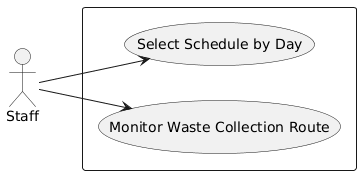 Select Schedule by Day
Staff
Monitor Waste Collection Route